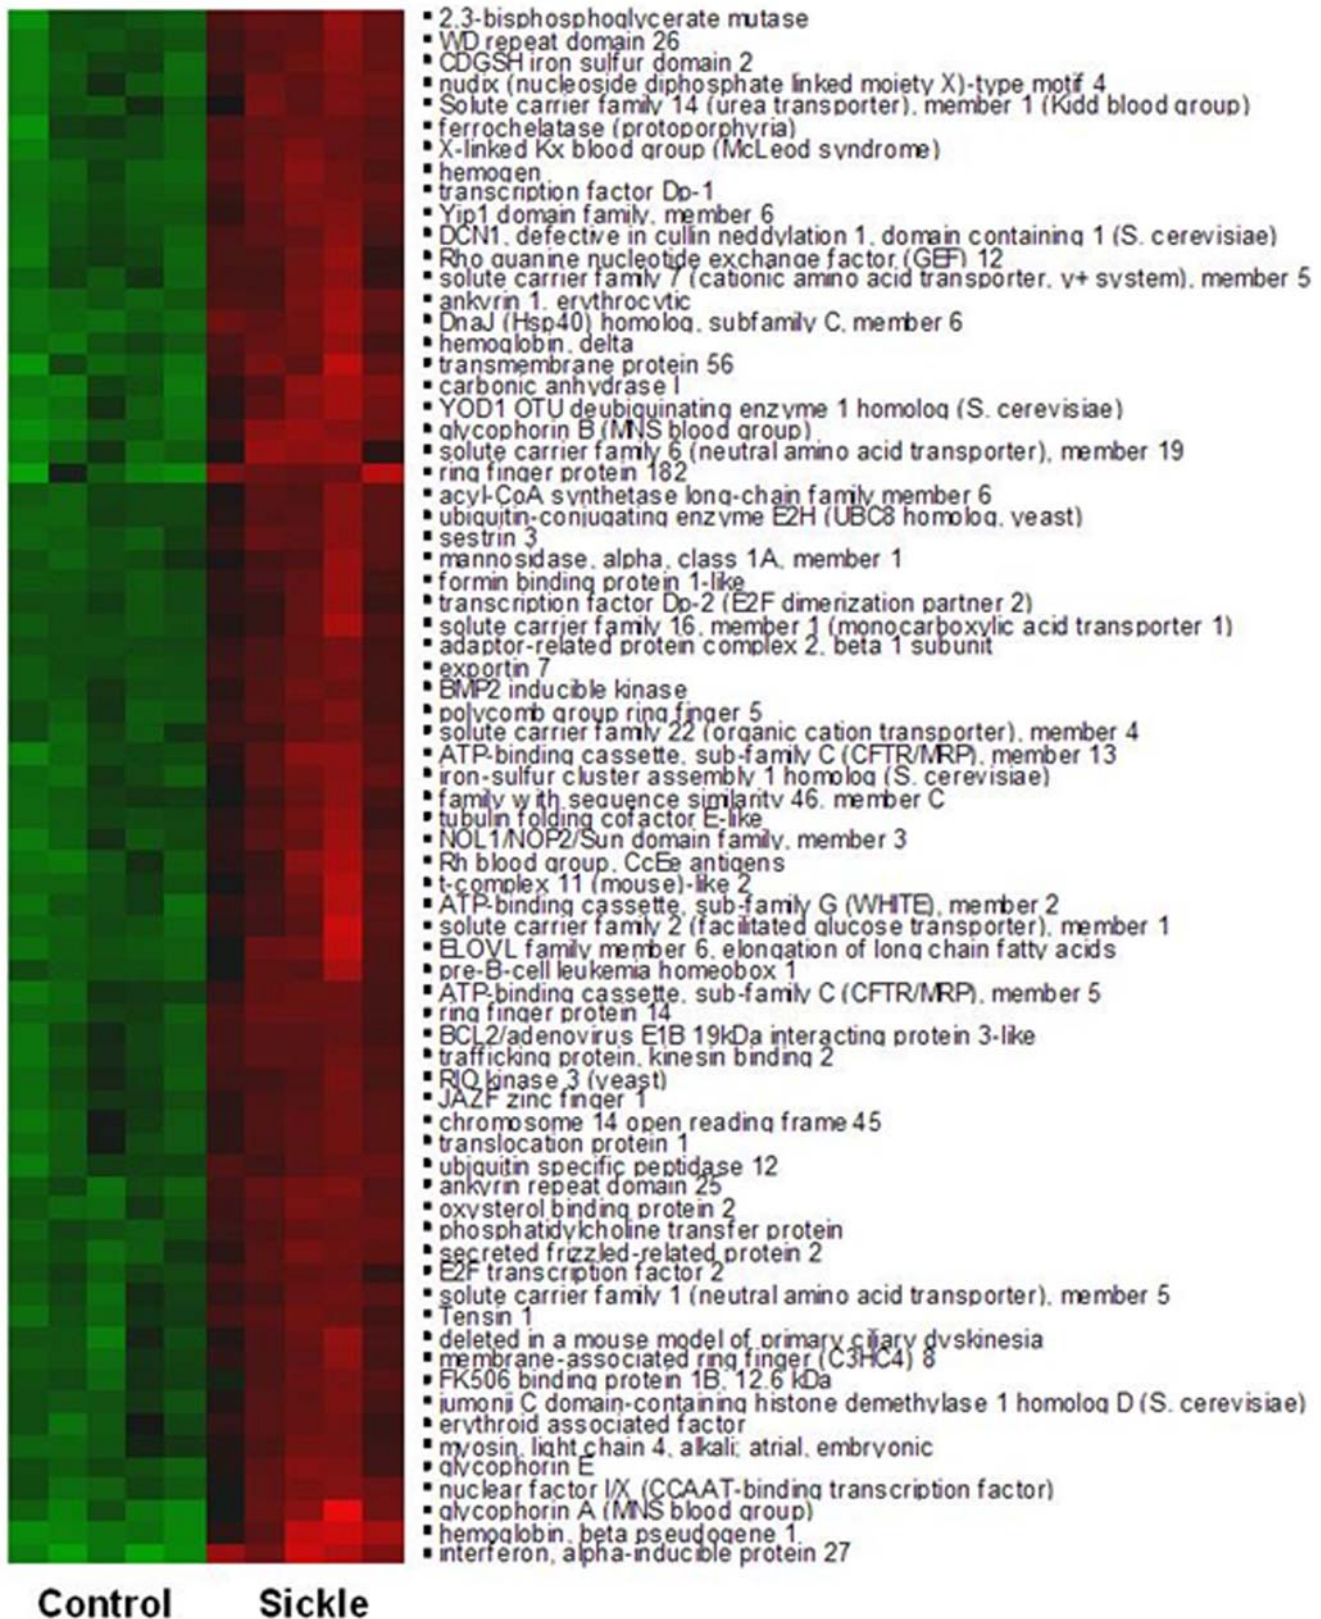 2,3-bisphosphoglycerate mutase
WD repeat domain 26
CDGSH iron sulfur domain 2
nudix (nucleoside diphosphate linked moiety X)-type motif 4
Solute carrier family 14 (urea transporter), member 1 (Kidd blood group)
ferrochelatase (protoporphyria)
X-linked Kx blood group (McLeod syndrome)
hemogen
transcription factor Dp-1
Yip1 domain family, member 6
DCN1, defective in cullin neddylation 1, domain containing 1 (S. cerevisiae)
Rho guanine nucleotide exchange factor (GEF) 12
solute carrier family 7 (cationic amino acid transporter, y+ system), member 5
ankyrin 1, erythrocytic
DnaJ (Hsp40) homolog, subfamily C, member 6
hemoglobin, delta
transmembrane protein 56
carbonic anhydrase I
YOD1 OTU deubiquinating enzyme 1 homolog (S. cerevisiae)
glycophorin B (MNS blood group)
solute carrier family 6 (neutral amino acid transporter), member 19
ring finger protein 182
acyl-CoA synthetase long-chain family member 6
ubiquitin-conjugating enzyme E2H (UBC8 homolog, yeast)
sestrin 3
mannosidase, alpha, class 1A, member 1
formin binding protein 1-like
transcription factor Dp-2 (E2F dimerization partner 2)
solute carrier family 16, member 1 (monocarboxylic acid transporter 1)
adaptor-related protein complex 2, beta 1 subunit
exportin 7
BMP2 inducible kinase
polycomb group ring finger 5
solute carrier family 22 (organic cation transporter), member 4
ATP-binding cassette, sub-family C (CFTR/MRP), member 13
iron-sulfur cluster assembly 1 homolog (S. cerevisiae)
family with sequence similarity 46, member C
tubulin folding cofactor E-like
NOL1/NOP2/Sun domain family, member 3
Rh blood group, CcEe antigens
t-complex 11 (mouse)-like 2
ATP-binding cassette, sub-family G (WHITE), member 2
solute carrier family 2 (facilitated glucose transporter), member 1
ELOVL family member 6, elongation of long chain fatty acids
pre-B-cell leukemia homeobox 1
ATP-binding cassette, sub-family C (CFTR/MRP), member 5
ring finger protein 14
BCL2/adenovirus E1B 19kDa interacting protein 3-like
trafficking protein, kinesin binding 2
RIO kinase 3 (yeast)
JAZF zinc finger 1
chromosome 14 open reading frame 45
translocation protein 1
ubiquitin specific peptidase 12
ankyrin repeat domain 25
oxysterol binding protein 2
phosphatidylcholine transfer protein
secreted frizzled-related protein 2
E2F transcription factor 2
solute carrier family 1 (neutral amino acid transporter), member 5
Tensin 1
deleted in a mouse model of primary ciliary dyskinesia
membrane-associated ring finger (C3HC4) 8
FK506 binding protein 1B, 12.6 kDa
jumonji C domain-containing histone demethylase 1 homolog D (S. cerevisiae)
erythroid associated factor
myosin, light chain 4, alkali; atrial, embryonic
glycophorin E
nuclear factor I/X (CCAAT-binding transcription factor)
glycophorin A (MNS blood group)
hemoglobin, beta pseudogene 1
interferon, alpha-inducible protein 27
Control Sickle